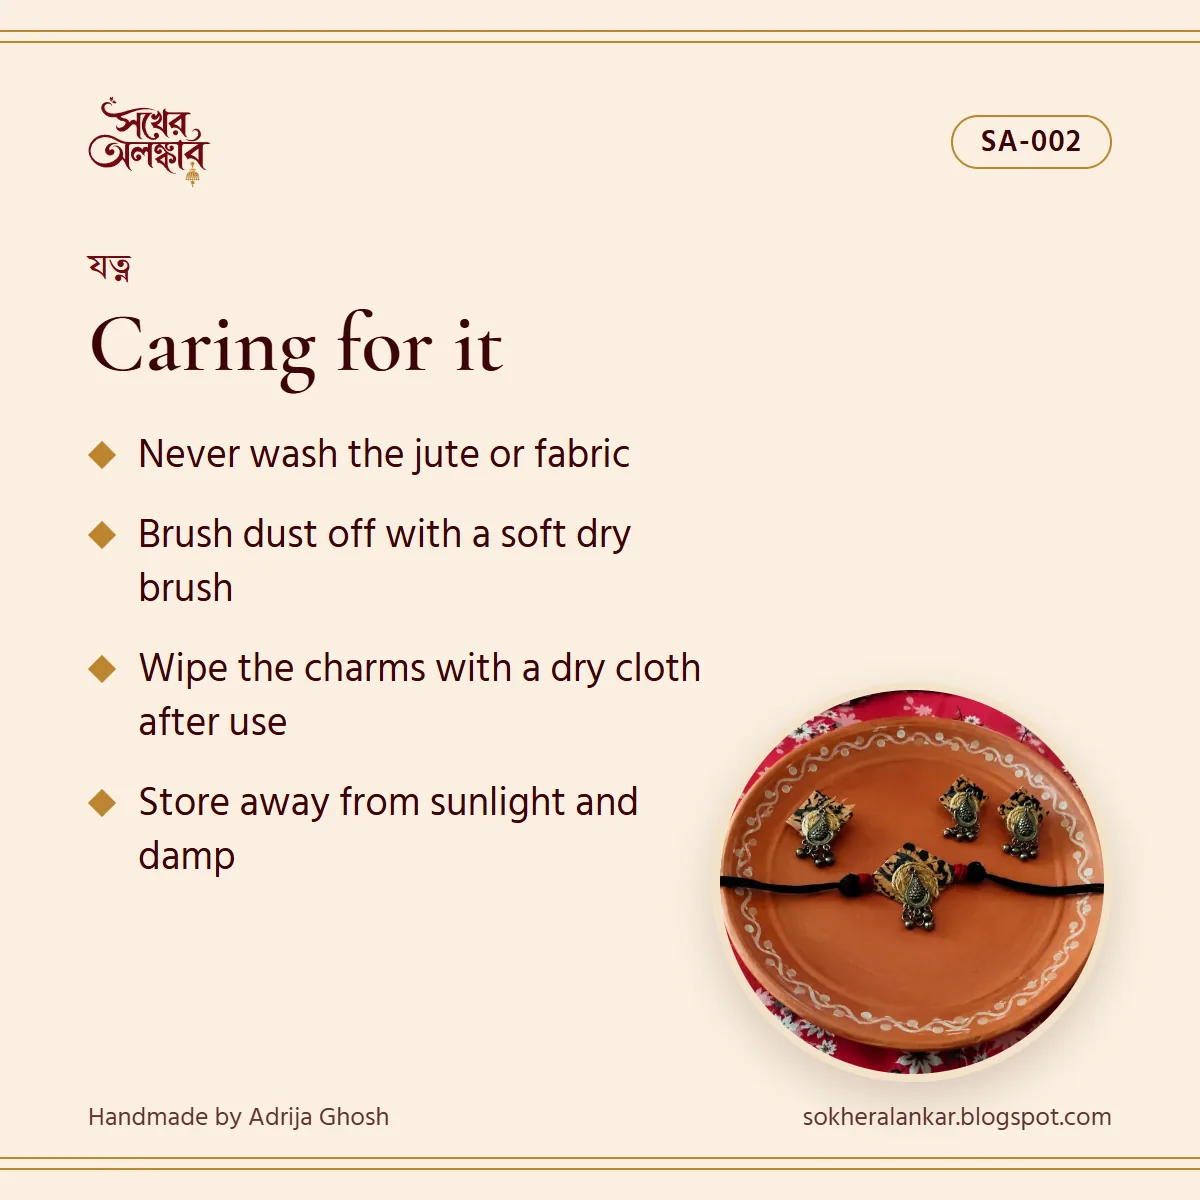 সখের
অলঙ্কার
SA-002
যত্ন
Caring for it
Never wash the jute or fabric
Brush dust off with a soft dry
brush
Wipe the charms with a dry cloth
after use
Store away from sunlight and
damp
Handmade by Adrija Ghosh
sokheralankar.blogspot.com